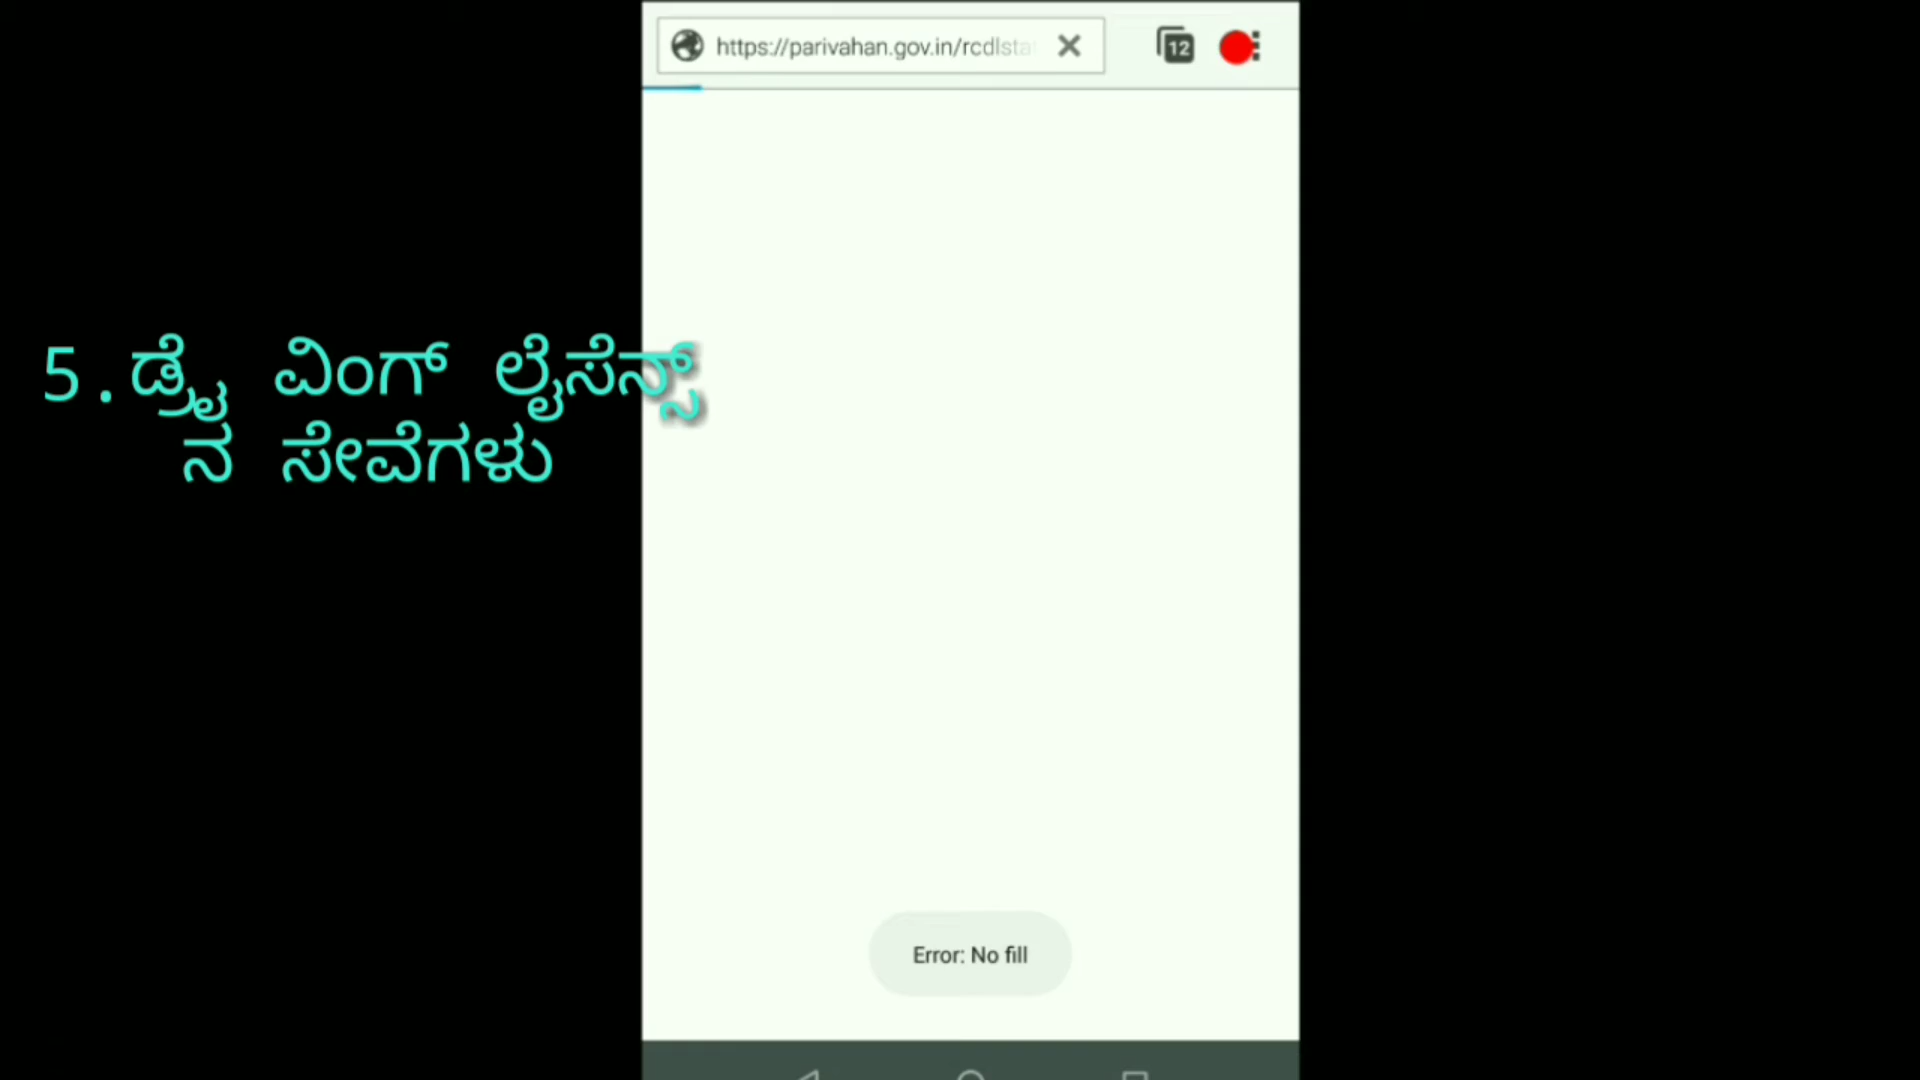 https://parivahan.gov.in/rcdlsta
12
5.ಡ್ರೈ ವಿಂಗ್ ಲೈಸೆನ್ಸ್
ನ ಸೇವೆಗಳು
Error: No fill